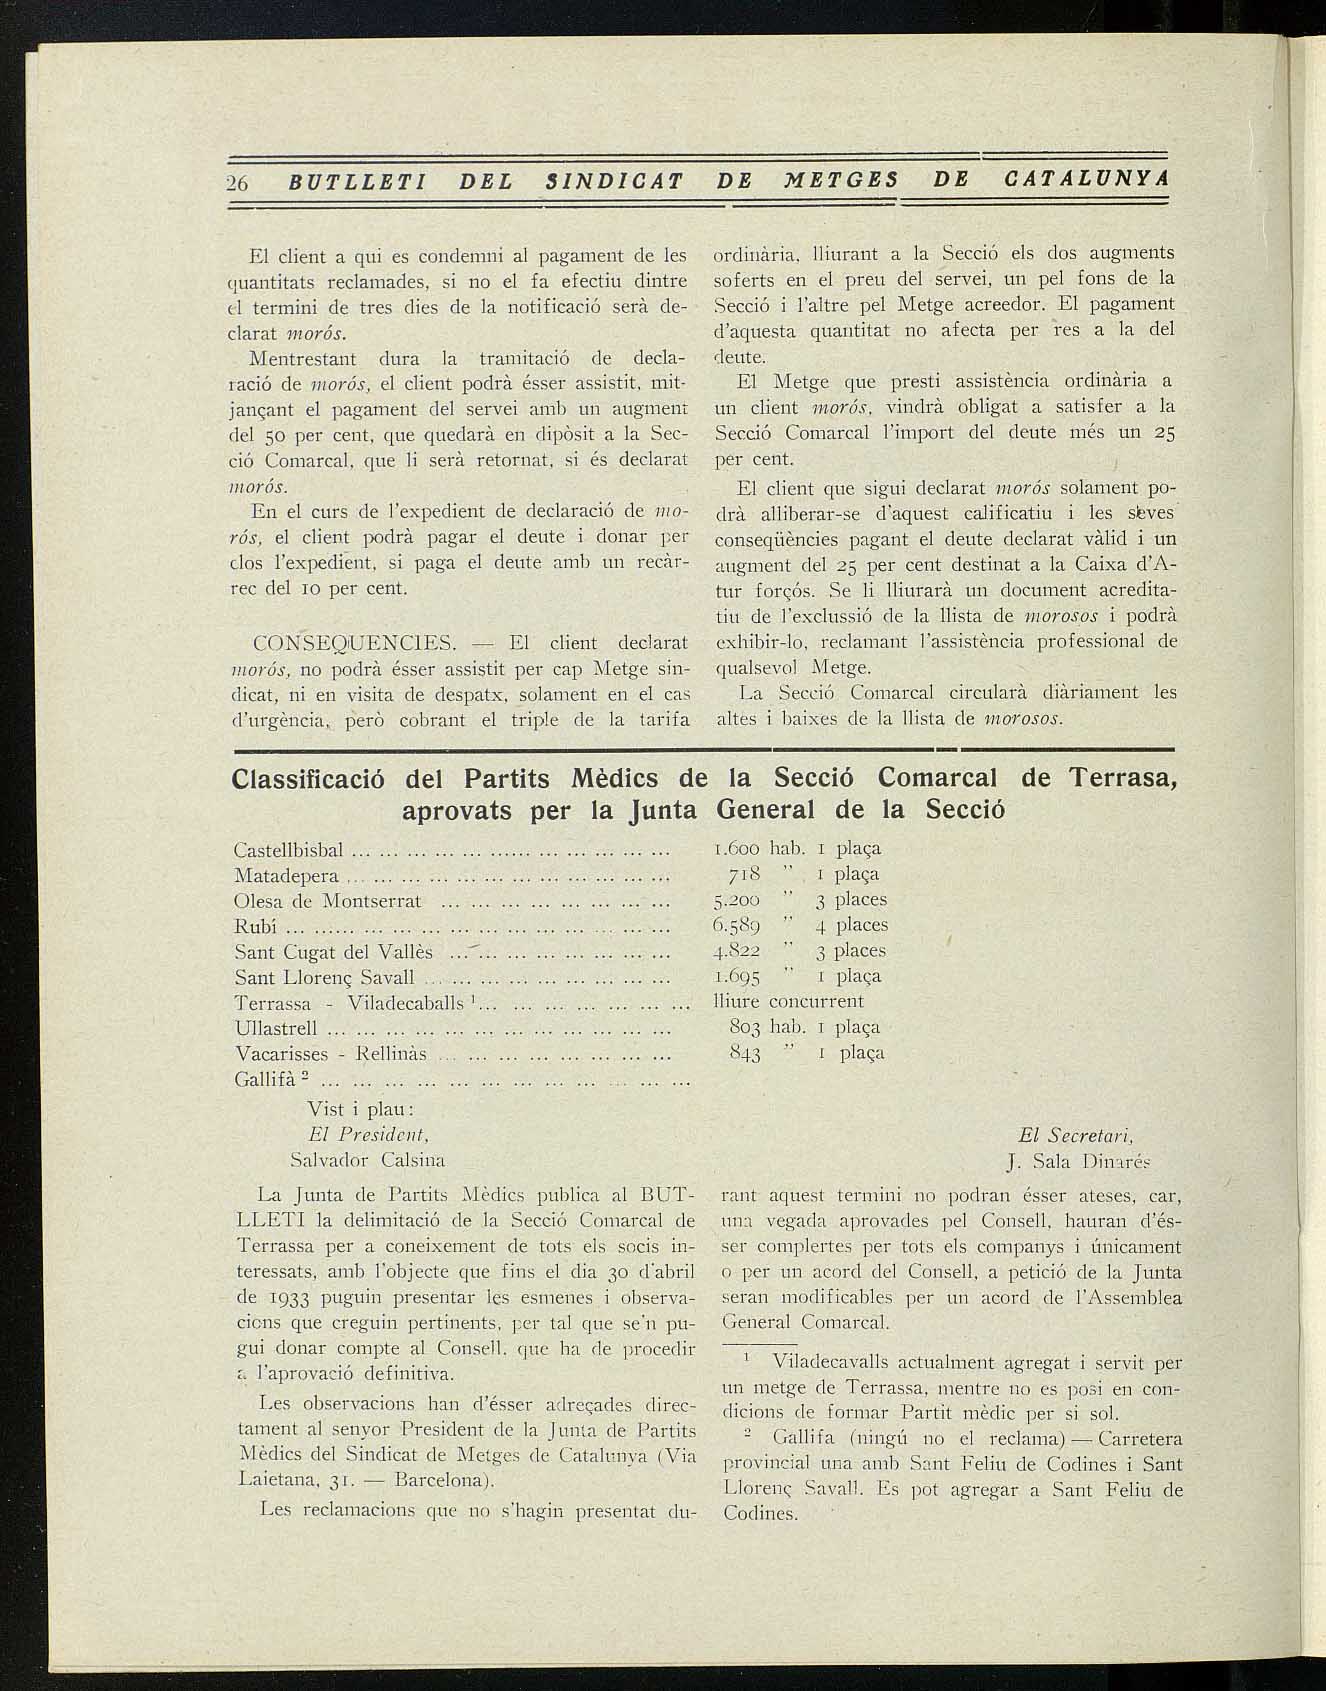 26 BUTLLETI DEL SINDICAT DE METGES DE CATALUNYA
El client a qui es condemni al pagament de les
quantitats reclamades, si no el fa efectiu dintre
el termini de tres dies de la notificació serà de-
clarat morós.
Mentrestant dura la tramitació de decla-
ració de morós, el client podrà ésser assistit, mit-
jançant el pagament del servei amb un augment
del 50 per cent, que quedarà en dipòsit a la Sec-
ció Comarcal, que li serà retornat, si és declarat
morós.
En el curs de l'expedient de declaració de mo-
rós, el client podrà pagar el deute i donar per
clos l'expedient, si paga el deute amb un recàr-
rec del 10 per cent.
CONSEQUENCIES. — El client declarat
morós, no podrà ésser assistit per cap Metge sin-
dicat, ni en visita de despatx, solament en el cas
d'urgència, però cobrant el triple de la tarifa
ordinària, lliurant a la Secció els dos augments
soferts en el preu del servei, un pel fons de la
Secció i l'altre pel Metge acreedor. El pagament
d'aquesta quantitat no afecta per res a la del
deute.
El Metge que presti assistència ordinària a
un client morós, vindrà obligat a satisfer a la
Secció Comarcal l'import del deute més un 25
per cent.
El client que sigui declarat morós solament po-
drà alliberar-se d'aquest calificatiu i les sèves
conseqüències pagant el deute declarat vàlid i un
augment del 25 per cent destinat a la Caixa d'A-
tur forçós. Se li lliurarà un document acredita-
tiu de l'exclussió de la llista de morosos i podrà
exhibir-lo, reclamant l'assistència professional de
qualsevol Metge.
La Secció Comarcal circularà diàriament les
altes i baixes de la llista de morosos.
Classificació del Partits Mèdics de la Secció Comarcal de Terrasa,
aprovats per la Junta General de la Secció
Castellbisbal ... ... ... ... ... ...... ... ... ... ... ... 1.600 hab. 1 plaça
Matadepera ... ... ... ... ... ... ... ... ... ... ... ... 718 " 1 plaça
Olesa de Montserrat ... ... ... ... ... ... ... ... 5.200 " 3 places
Rubí ... ...... ... ... ... ... ... ... ... ... ... ... ... 6.589 " 4 places
Sant Cugat del Vallès ... ... ... ... ... ... ... ... 4.822 " 3 places
Sant Llorenç Savall ... ... ... ... ... ... ... ... ... 1.695 " 1 plaça
Terrassa - Viladecaballs 1... ... ... ... ... ... ... ... lliure concurrent
Ullastrell ... ... ... ... ... ... ... ... ... ... ... ... 803 hab. 1 plaça
Vacarisses - Rellinàs ... ... ... ... ... ... ... ... 843 " 1 plaça
Gallifà 2 ... ... ... ... ... ... ... ... ... ... ... ...
Vist i plau:
El President,
Salvador Calsina
El Secretari,
J. Sala Dinarés
La Junta de Partits Mèdics publica al BUT-
LLETI la delimitació de la Secció Comarcal de
Terrassa per a coneixement de tots els socis in-
teressats, amb l'objecte que fins el dia 30 d'abril
de 1933 puguin presentar les esmenes i observa-
cions que creguin pertinents, per tal que se'n pu-
gui donar compte al Consell, que ha de procedir
a l'aprovació definitiva.
Les observacions han d'ésser adreçades direc-
tament al senyor President de la Junta de Partits
Mèdics del Sindicat de Metges de Catalunya (Via
Laietana, 31. — Barcelona).
Les reclamacions que no s'hagin presentat du-
rant aquest termini no podran ésser ateses, car,
una vegada aprovades pel Consell, hauran d'és-
ser complertes per tots els companys i únicament
o per un acord del Consell, a petició de la Junta
seran modificables per un acord de l'Assemblea
General Comarcal.
1 Viladecavalls actualment agregat i servit per
un metge de Terrassa, mentre no es posi en con-
dicions de formar Partit mèdic per si sol.
2 Gallifa (ningú no el reclama) — Carretera
provincial una amb Sant Feliu de Codines i Sant
Llorenç Savall. Es pot agregar a Sant Feliu de
Codines.